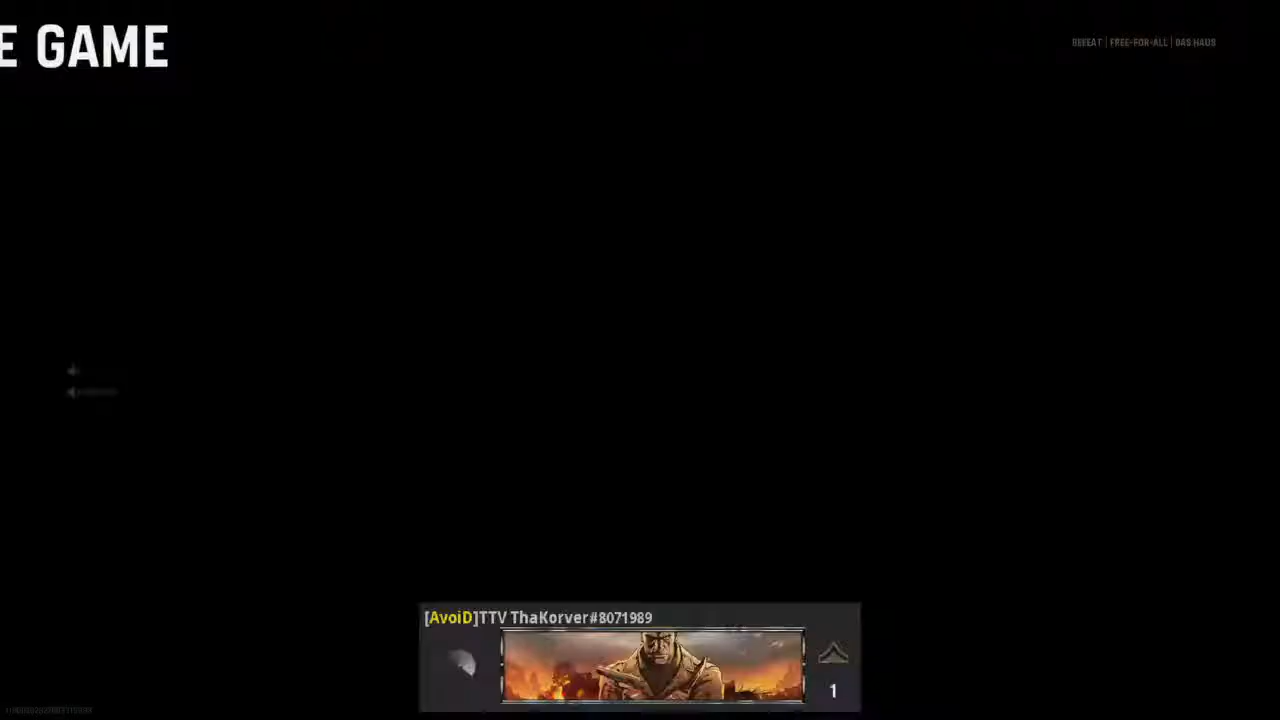 E GAME
DEFEAT | FREE-FOR-ALL | DAS HAUS
[AvoiD]TTV ThaKorver#8071989
1